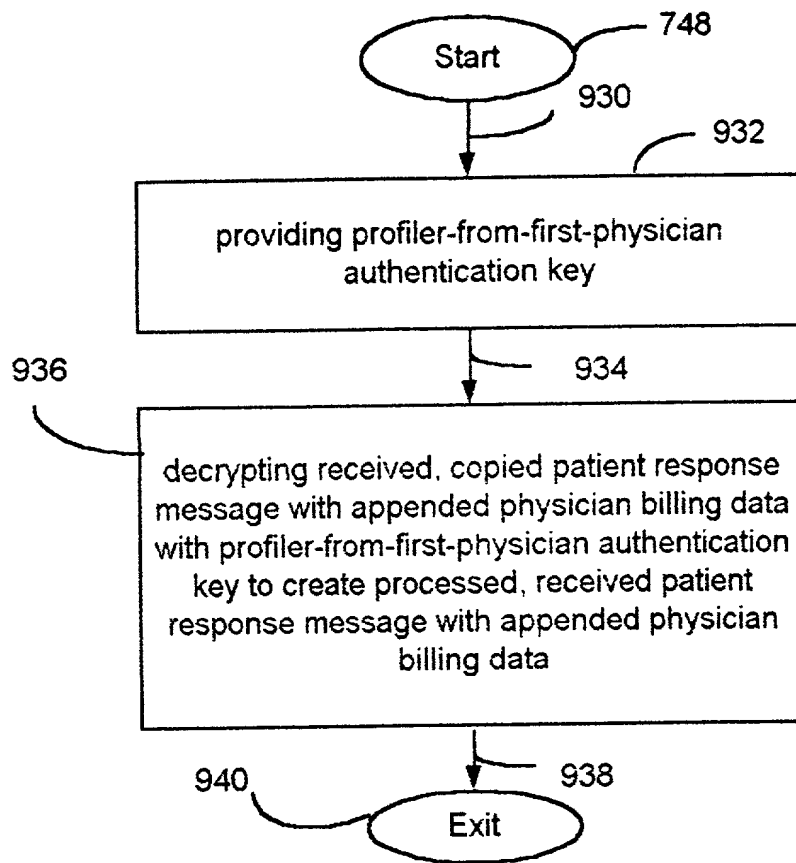 Start
748
930
932
providing profiler-from-first-physician
authentication key
934
936
decrypting received, copied patient response
message with appended physician billing data
with profiler-from-first-physician authentication
key to create processed, received patient
response message with appended physician
billing data
938
940
Exit